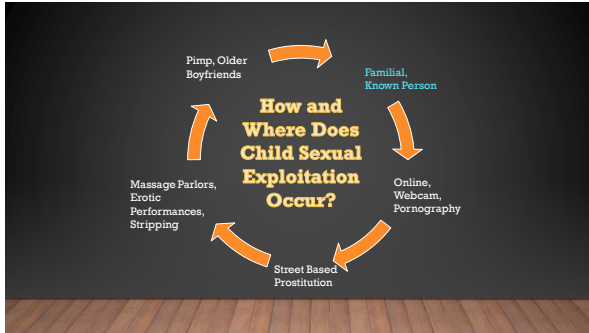 Pimp, Older
Boyfriends
Familial,
Known Person
How and
Where Does
Child Sexual
Exploitation
Occur?
Online,
Webcam,
Pornography
Massage Parlors,
Erotic
Performances,
Stripping
Street Based
Prostitution